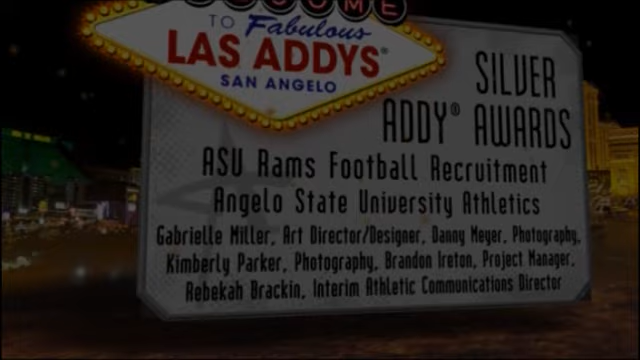 WELCOME
TO Fabulous
LAS ADDYS®
SAN ANGELO
SILVER
ADDY® AWARDS
ASU Rams Football Recruitment
Angelo State University Athletics
Gabrielle Miller, Art Director/Designer, Danny Meyer, Photography,
Kimberly Parker, Photography, Brandon Ireton, Project Manager,
Rebekah Brackin, Interim Athletic Communications Director